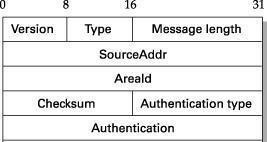 0 8 16 31
Version Type Message length
SourceAddr
AreaId
Checksum Authentication type
Authentication